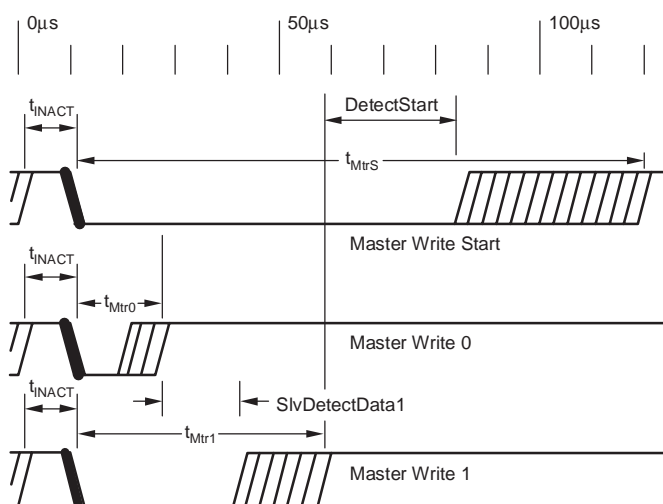 0μs 50μs 100μs
DetectStart
tINACT
tMtrS
Master Write Start
tINACT
tMtr0
Master Write 0
tINACT
SlvDetectData1
tMtr1
Master Write 1